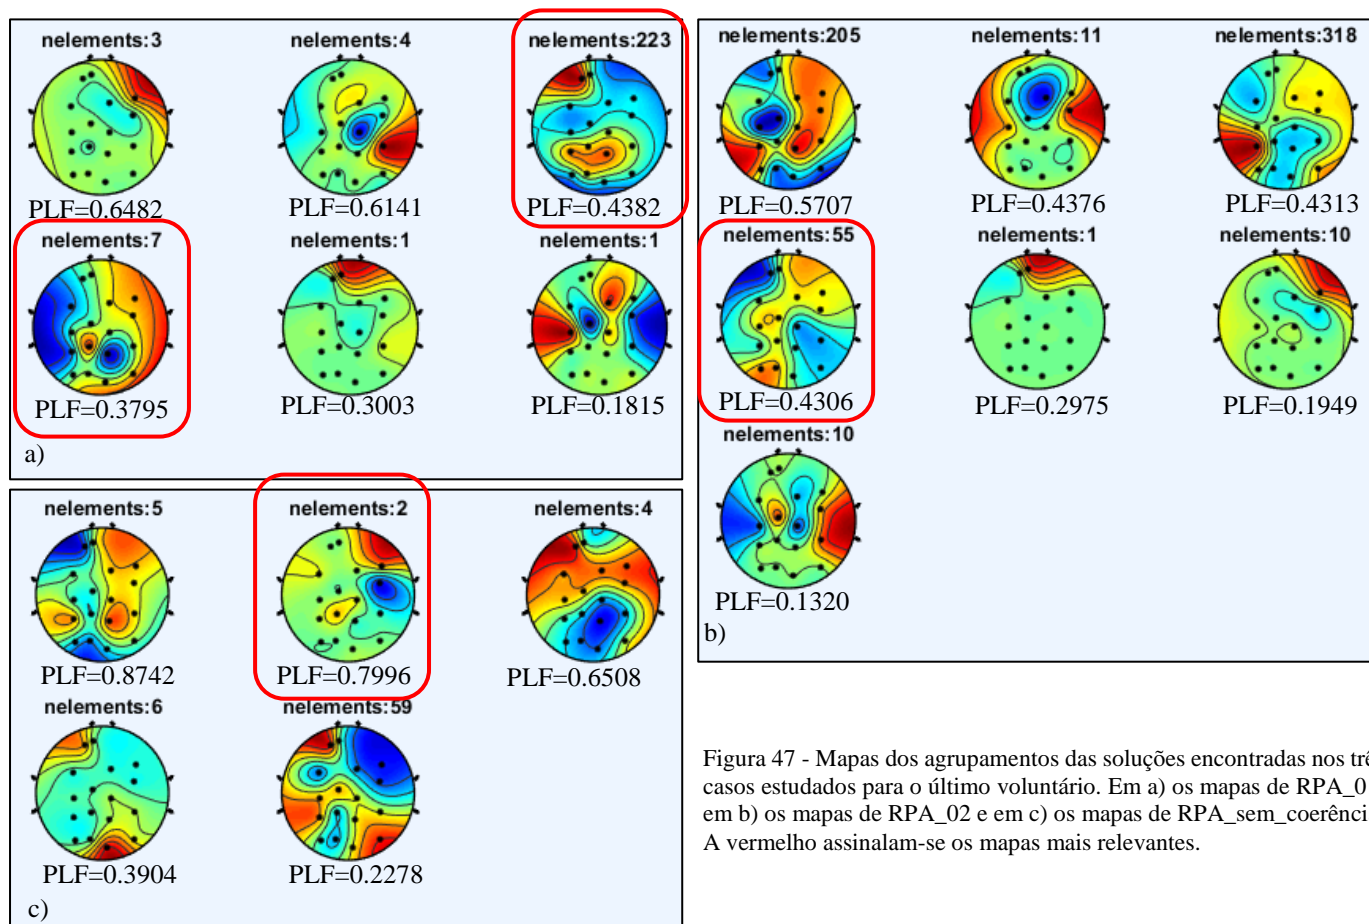 nelements:3 nelements:4 nelements:223
PLF=0.6482 PLF=0.6141 PLF=0.4382
nelements:7 nelements:1 nelements:1
PLF=0.3795 PLF=0.3003 PLF=0.1815
a)
nelements:205 nelements:11 nelements:318
PLF=0.5707 PLF=0.4376 PLF=0.4313
nelements:55 nelements:1 nelements:10
PLF=0.4306 PLF=0.2975 PLF=0.1949
nelements:10
PLF=0.1320
b)
nelements:5 nelements:2 nelements:4
PLF=0.8742 PLF=0.7996 PLF=0.6508
nelements:6 nelements:59
PLF=0.3904 PLF=0.2278
c)
Figura 47 - Mapas dos agrupamentos das soluções encontradas nos trê
casos estudados para o último voluntário. Em a) os mapas de RPA_0
em b) os mapas de RPA_02 e em c) os mapas de RPA_sem_coerênci
A vermelho assinalam-se os mapas mais relevantes.